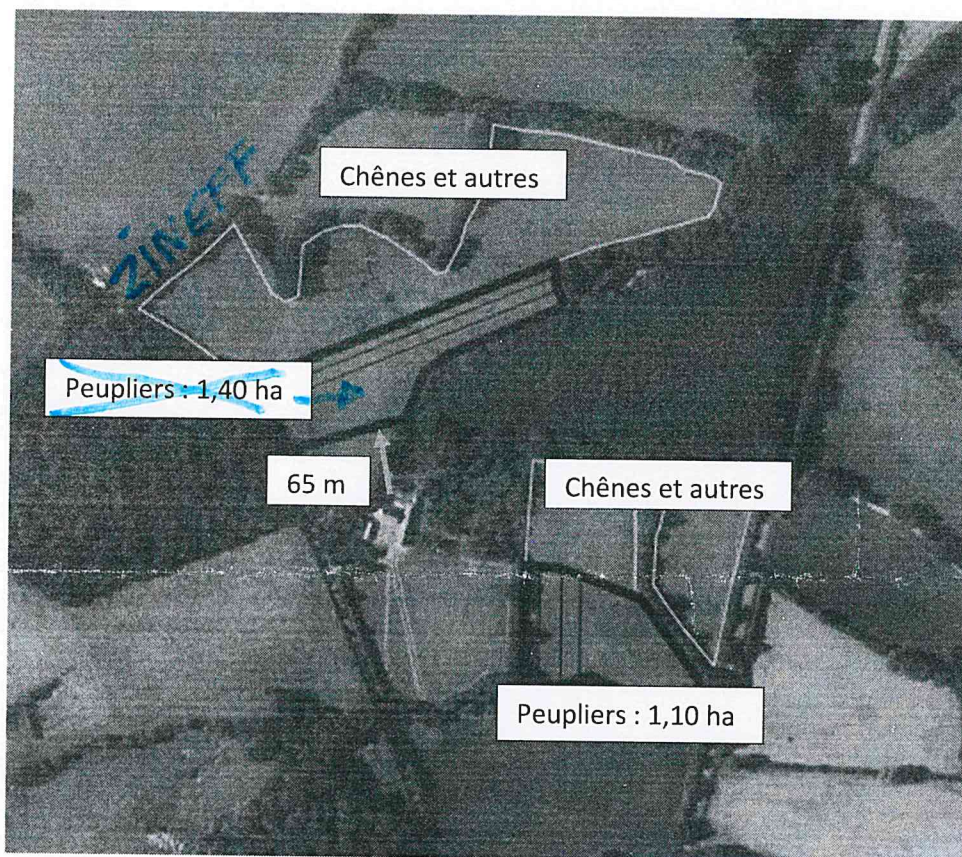 Chênes et autres
ZINEFF
Peupliers : 1,40 ha
65 m
Chênes et autres
Peupliers : 1,10 ha